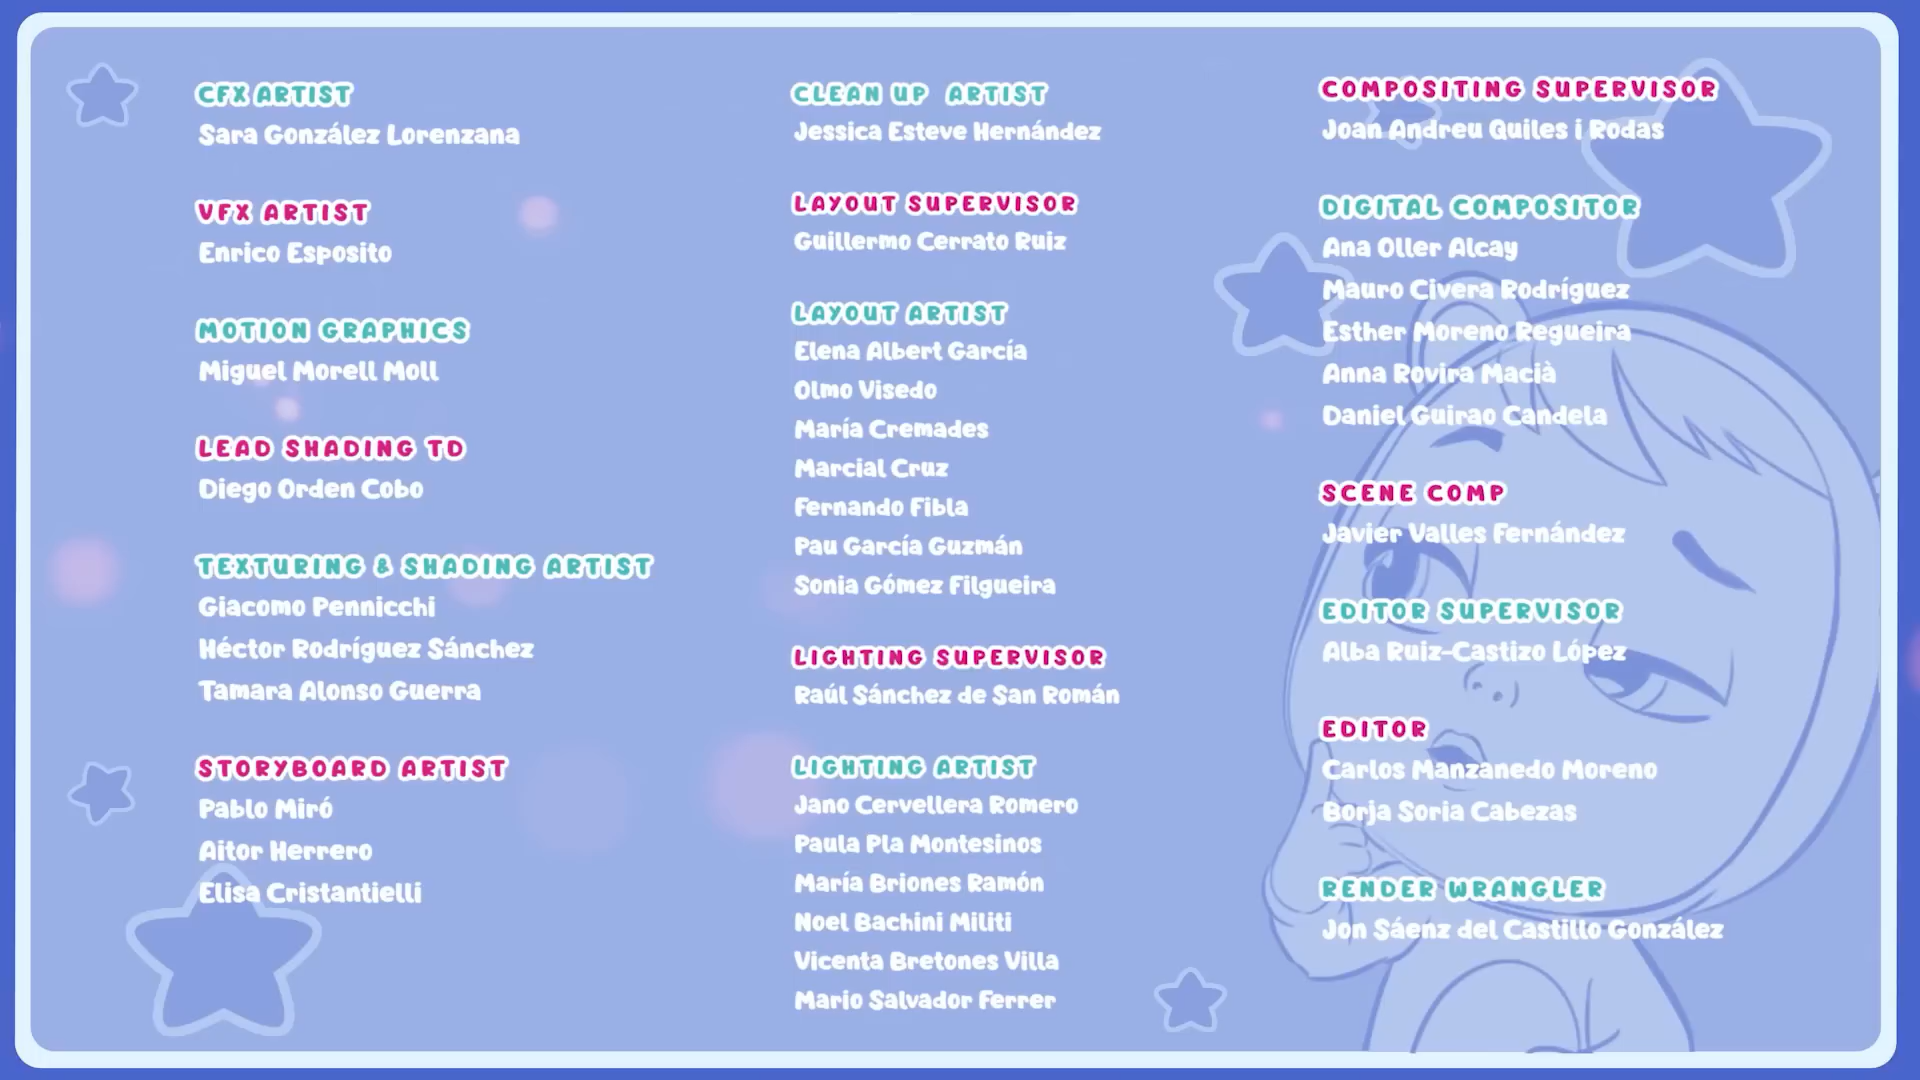 CFX ARTIST
Sara González Lorenzana
VFX ARTIST
Enrico Esposito
MOTION GRAPHICS
Miguel Morell Moll
LEAD SHADING TD
Diego Orden Cobo
TEXTURING & SHADING ARTIST
Giacomo Pennicchi
Héctor Rodríguez Sánchez
Tamara Alonso Guerra
STORYBOARD ARTIST
Pablo Miró
Aitor Herrero
Elisa Cristantielli
CLEAN UP ARTIST
Jessica Esteve Hernández
LAYOUT SUPERVISOR
Guillermo Cerrato Ruiz
LAYOUT ARTIST
Elena Albert García
Olmo Visedo
María Cremades
Marcial Cruz
Fernando Fibla
Pau García Guzmán
Sonia Gómez Filgueira
LIGHTING SUPERVISOR
Raúl Sánchez de San Román
LIGHTING ARTIST
Jano Cervellera Romero
Paula Pla Montesinos
María Briones Ramón
Noel Bachini Militi
Vicenta Bretones Villa
Mario Salvador Ferrer
COMPOSITING SUPERVISOR
Joan Andreu Quiles i Rodas
DIGITAL COMPOSITOR
Ana Oller Alcay
Mauro Civera Rodríguez
Esther Moreno Regueira
Anna Rovira Macià
Daniel Guirao Candela
SCENE COMP
Javier Valles Fernández
EDITOR SUPERVISOR
Alba Ruiz-Castizo López
EDITOR
Carlos Manzanedo Moreno
Borja Soria Cabezas
RENDER WRANGLER
Jon Sáenz del Castillo González